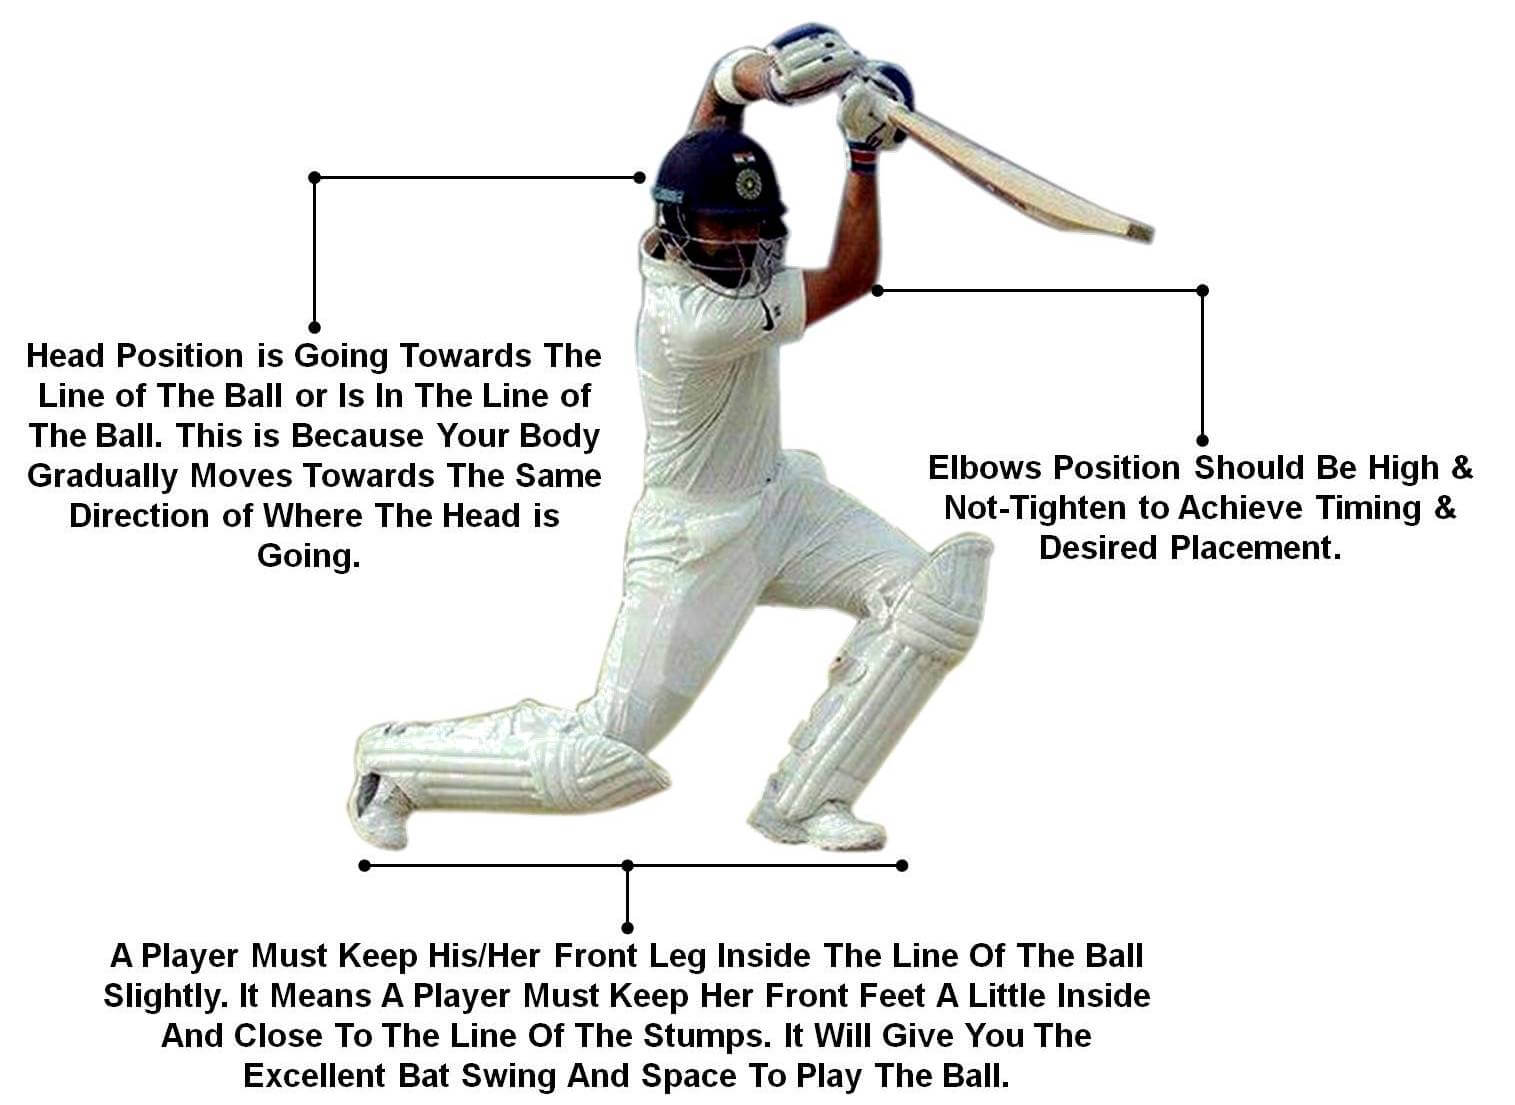 Head Position is Going Towards The
Line of The Ball or Is In The Line of
The Ball. This is Because Your Body
Gradually Moves Towards The Same
Direction of Where The Head is
Going.
Elbows Position Should Be High &
Not-Tighten to Achieve Timing &
Desired Placement.
A Player Must Keep His/Her Front Leg Inside The Line Of The Ball
Slightly. It Means A Player Must Keep Her Front Feet A Little Inside
And Close To The Line Of The Stumps. It Will Give You The
Excellent Bat Swing And Space To Play The Ball.